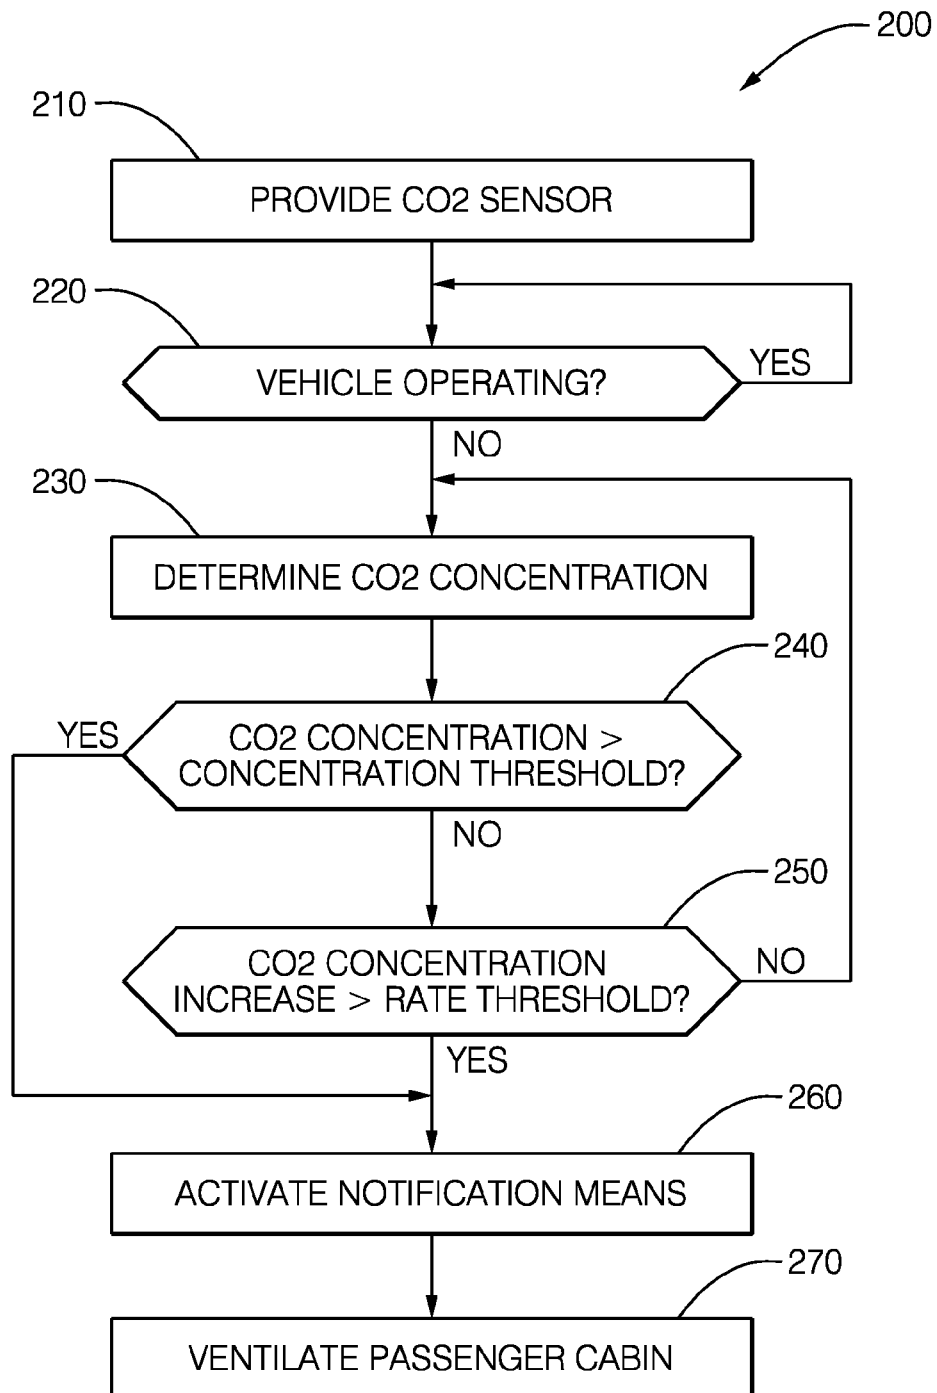 200
210
PROVIDE CO2 SENSOR
220
VEHICLE OPERATING?
YES
NO
230
DETERMINE CO2 CONCENTRATION
240
YES
CO2 CONCENTRATION >
CONCENTRATION THRESHOLD?
NO
250
CO2 CONCENTRATION
INCREASE > RATE THRESHOLD?
NO
YES
260
ACTIVATE NOTIFICATION MEANS
270
VENTILATE PASSENGER CABIN